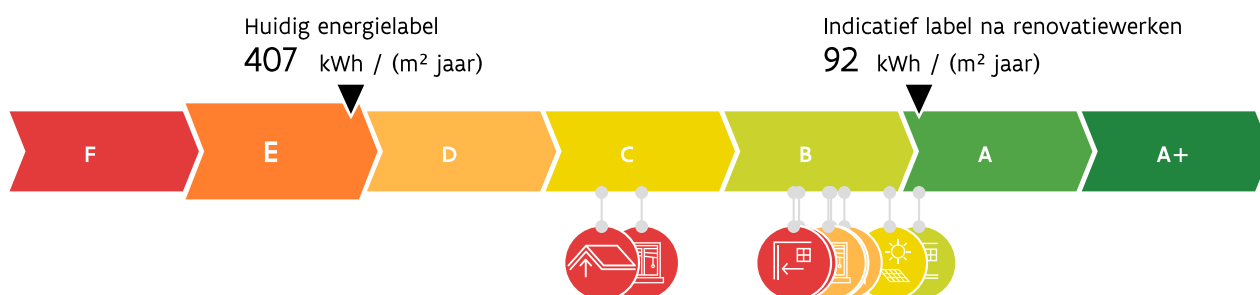 Huidig energielabel
407 kWh / (m² jaar)
Indicatief label na renovatiewerken
92 kWh / (m² jaar)
F E D C B A A+